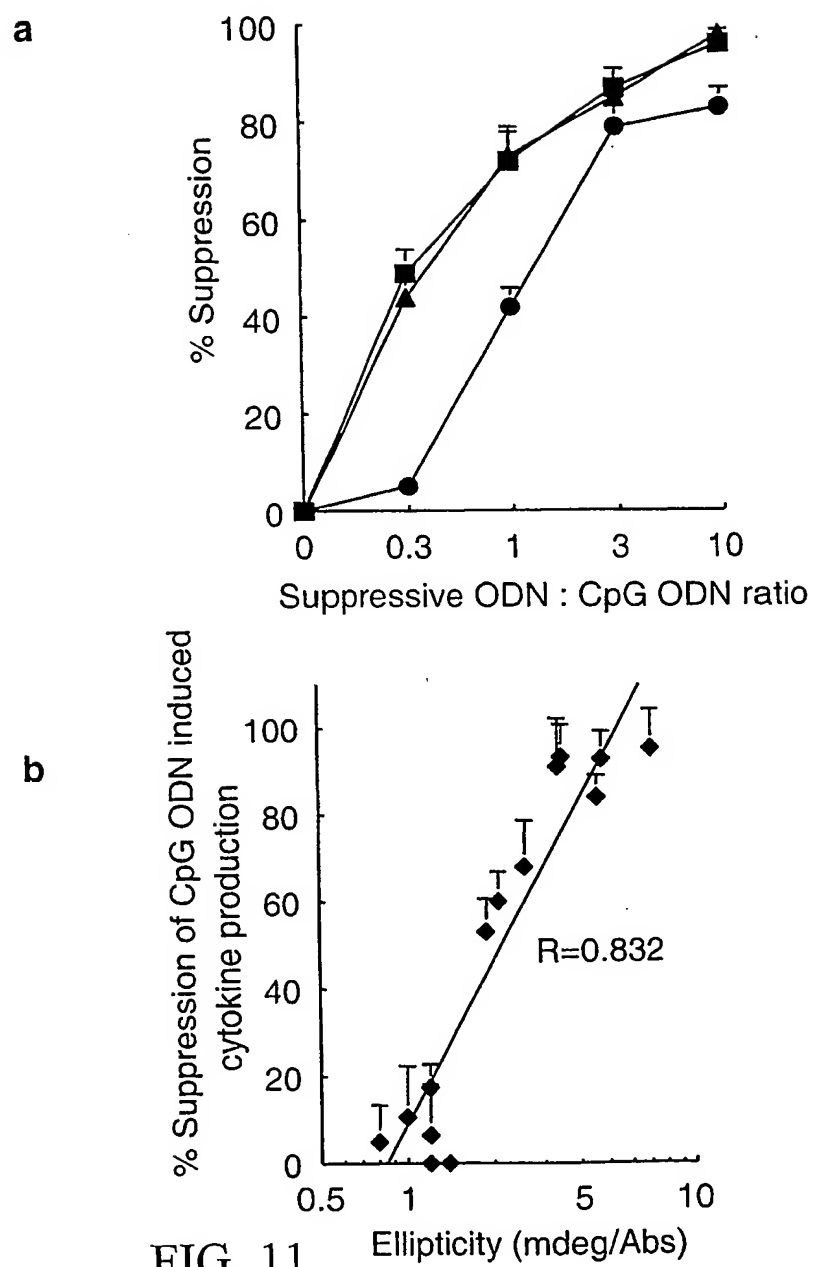 a
100
80
60
40
20
0
% Suppression
0 0.3 1 3 10
Suppressive ODN : CpG ODN ratio
b
% Suppression of CpG ODN induced
cytokine production
100
80
60
40
20
0
R=0.832
0.5 1 5 10
Ellipticity (mdeg/Abs)
FIG. 11